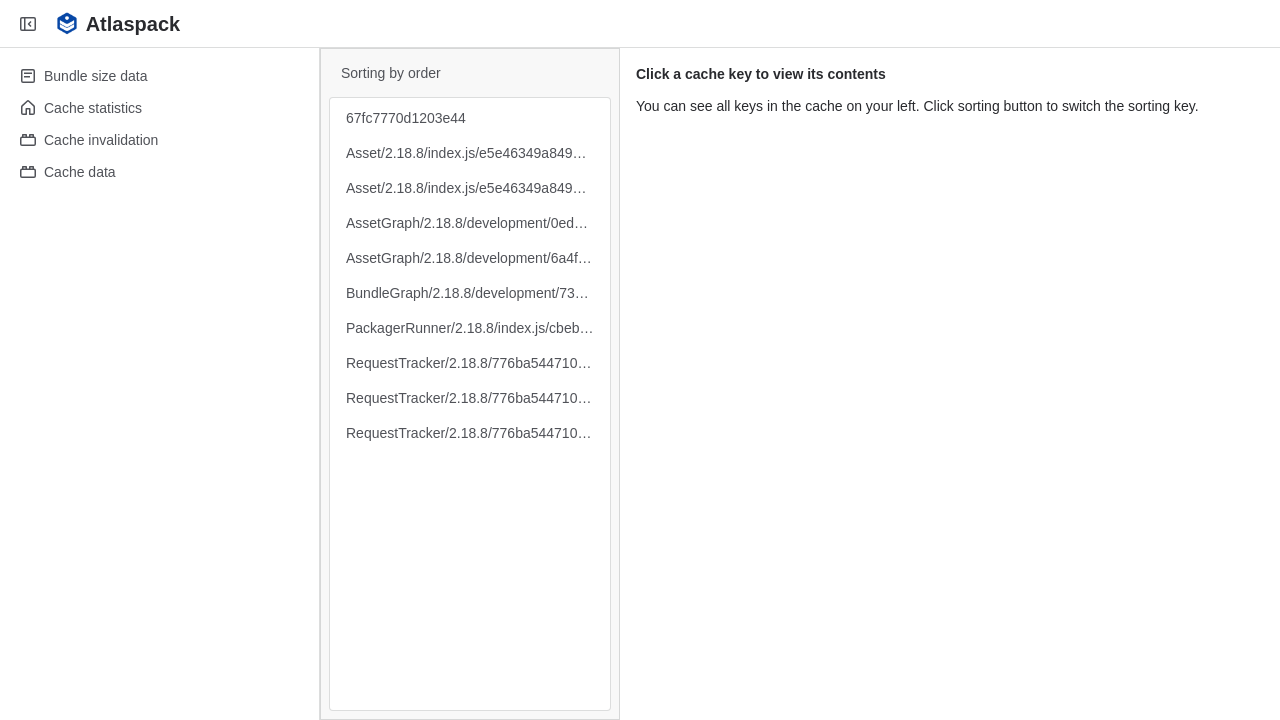 Atlaspack
Bundle size data
Cache statistics
Cache invalidation
Cache data
Sorting by order
67fc7770d1203e44
Asset/2.18.8/index.js/e5e46349a849…
Asset/2.18.8/index.js/e5e46349a849…
AssetGraph/2.18.8/development/0ed…
AssetGraph/2.18.8/development/6a4f…
BundleGraph/2.18.8/development/73…
PackagerRunner/2.18.8/index.js/cbeb…
RequestTracker/2.18.8/776ba544710…
RequestTracker/2.18.8/776ba544710…
RequestTracker/2.18.8/776ba544710…
Click a cache key to view its contents
You can see all keys in the cache on your left. Click sorting button to switch the sorting key.